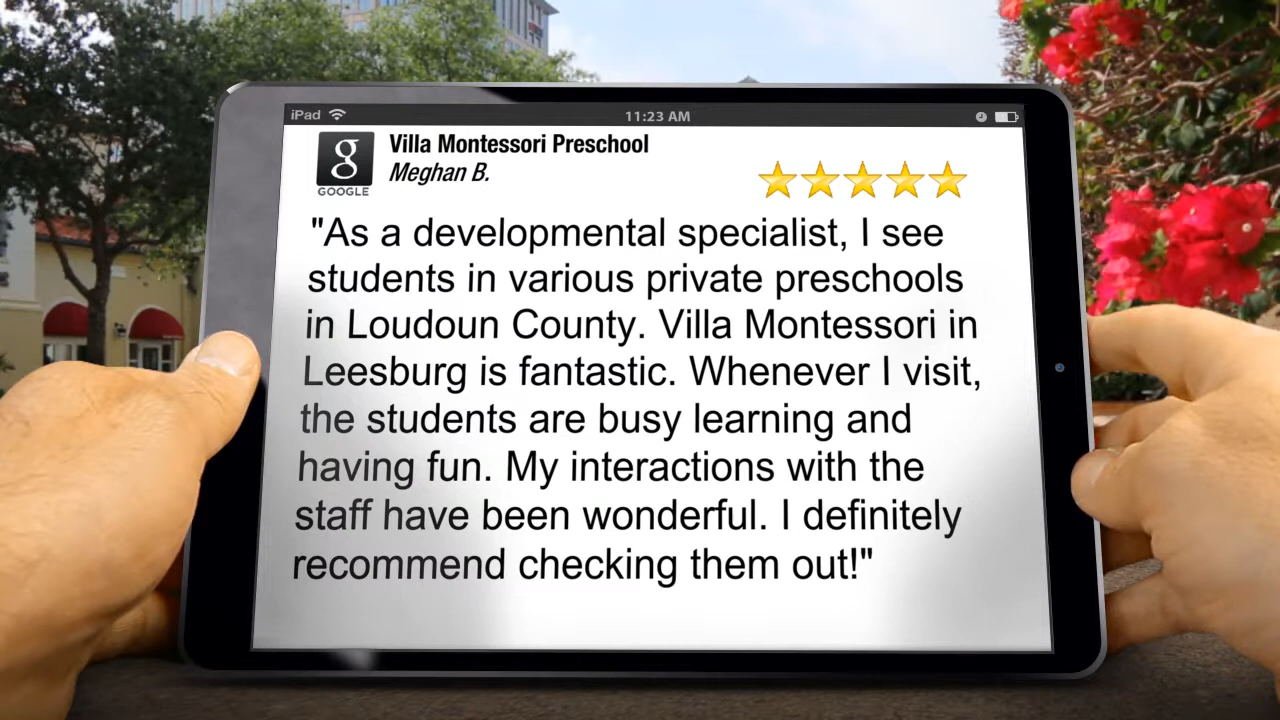 iPad 11:23 AM
g
GOOGLE
Villa Montessori Preschool
Meghan B.
"As a developmental specialist, I see
students in various private preschools
in Loudoun County. Villa Montessori in
Leesburg is fantastic. Whenever I visit,
the students are busy learning and
having fun. My interactions with the
staff have been wonderful. I definitely
recommend checking them out!"